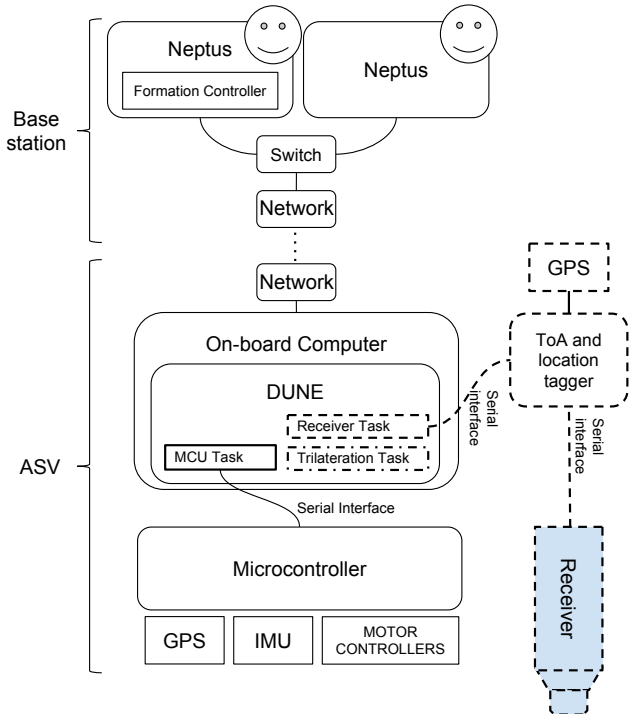 Neptus
Formation Controller
Neptus
Base
station
Switch
Network
Network
GPS
On-board Computer
ToA and
location
tagger
DUNE
Receiver Task
Serial
interface
MCU Task
Trilateration Task
Serial
interface
ASV
Serial Interface
Microcontroller
Receiver
GPS
IMU
MOTOR
CONTROLLERS